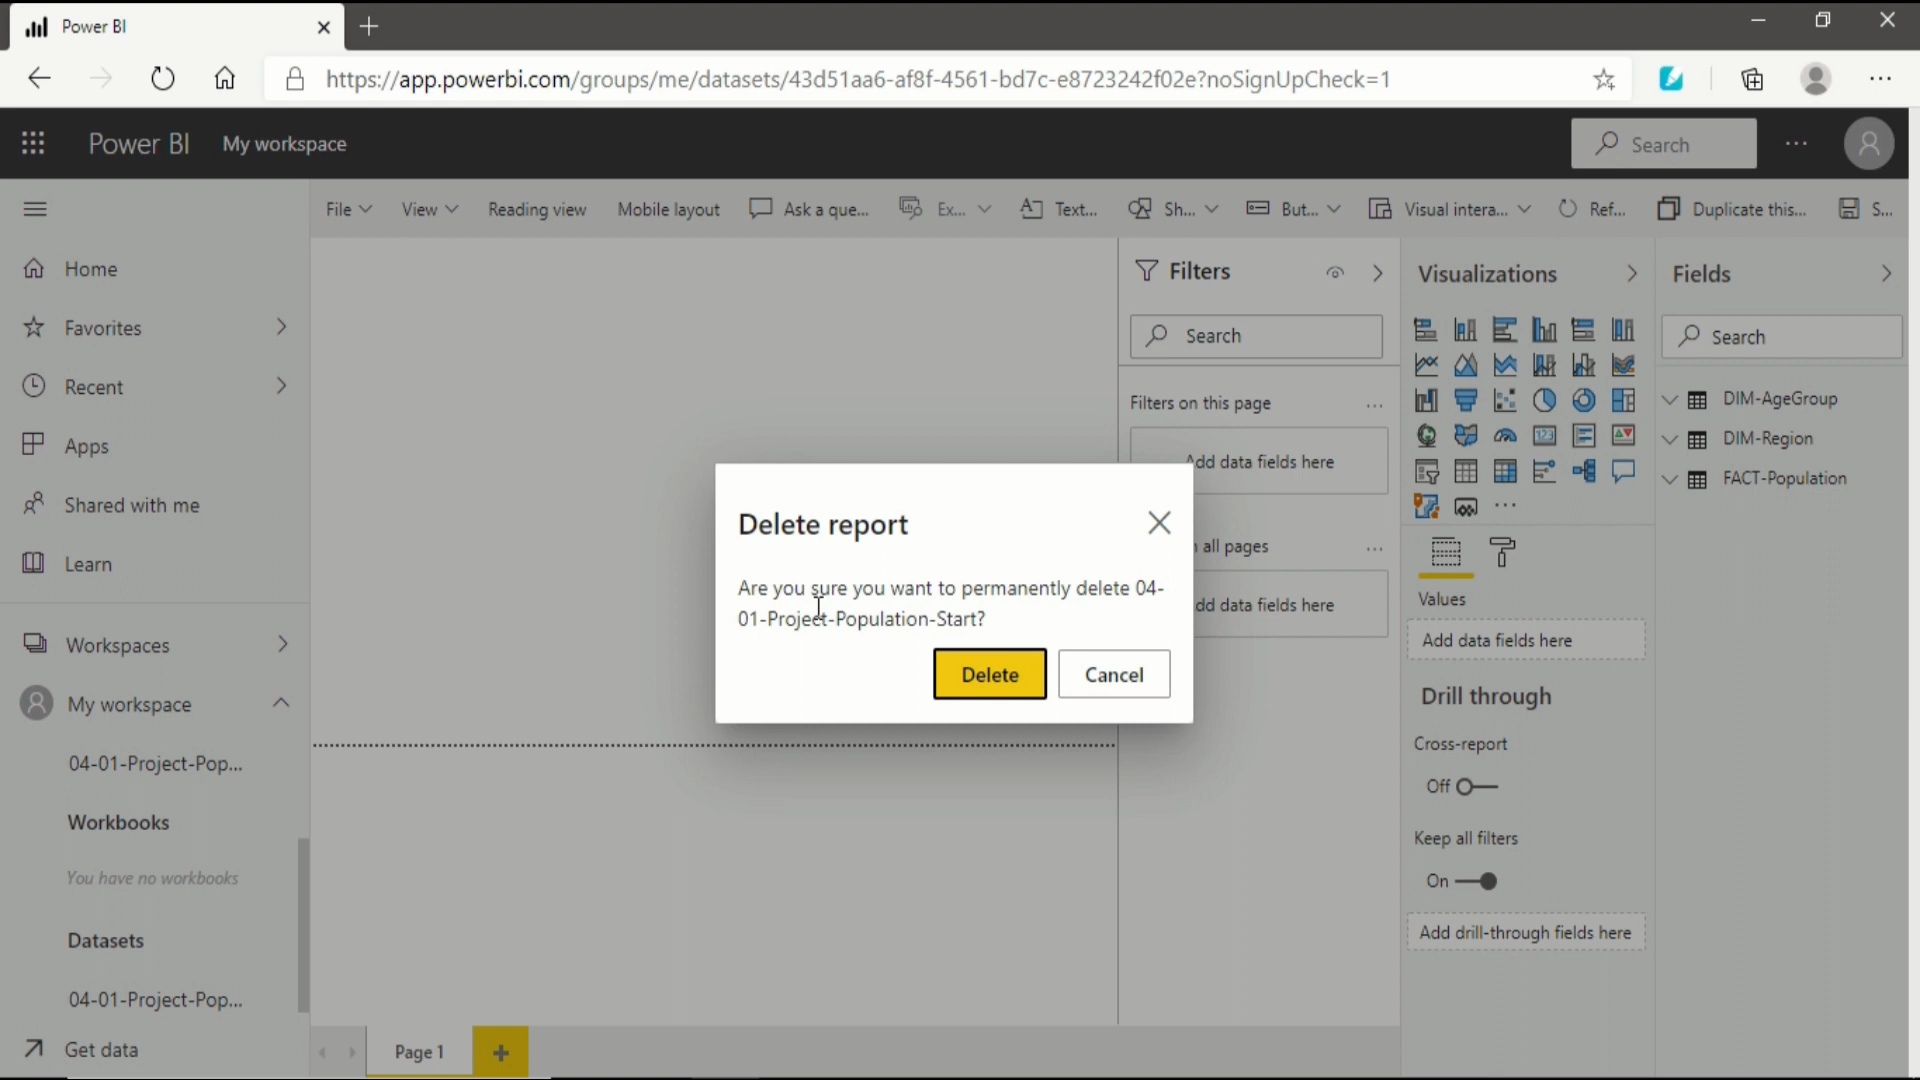 Power BI
https://app.powerbi.com/groups/me/datasets/43d51aa6-af8f-4561-bd7c-e8723242f02e?noSignUpCheck=1
Power BI My workspace
Search
File View Reading view Mobile layout Ask a que... Ex... Text... Sh... But... Visual intera... Ref... Duplicate this... S...
Home
Favorites
Recent
Apps
Shared with me
Learn
Workspaces
My workspace
04-01-Project-Pop...
Workbooks
You have no workbooks
Datasets
04-01-Project-Pop...
Get data
Delete report
Are you sure you want to permanently delete 04-
01-Project-Population-Start?
Delete Cancel
Page 1
Filters
Search
Filters on this page
Add data fields here
all pages
dd data fields here
Visualizations
Values
Add data fields here
Drill through
Cross-report
Off
Keep all filters
On
Add drill-through fields here
Fields
Search
DIM-AgeGroup
DIM-Region
FACT-Population